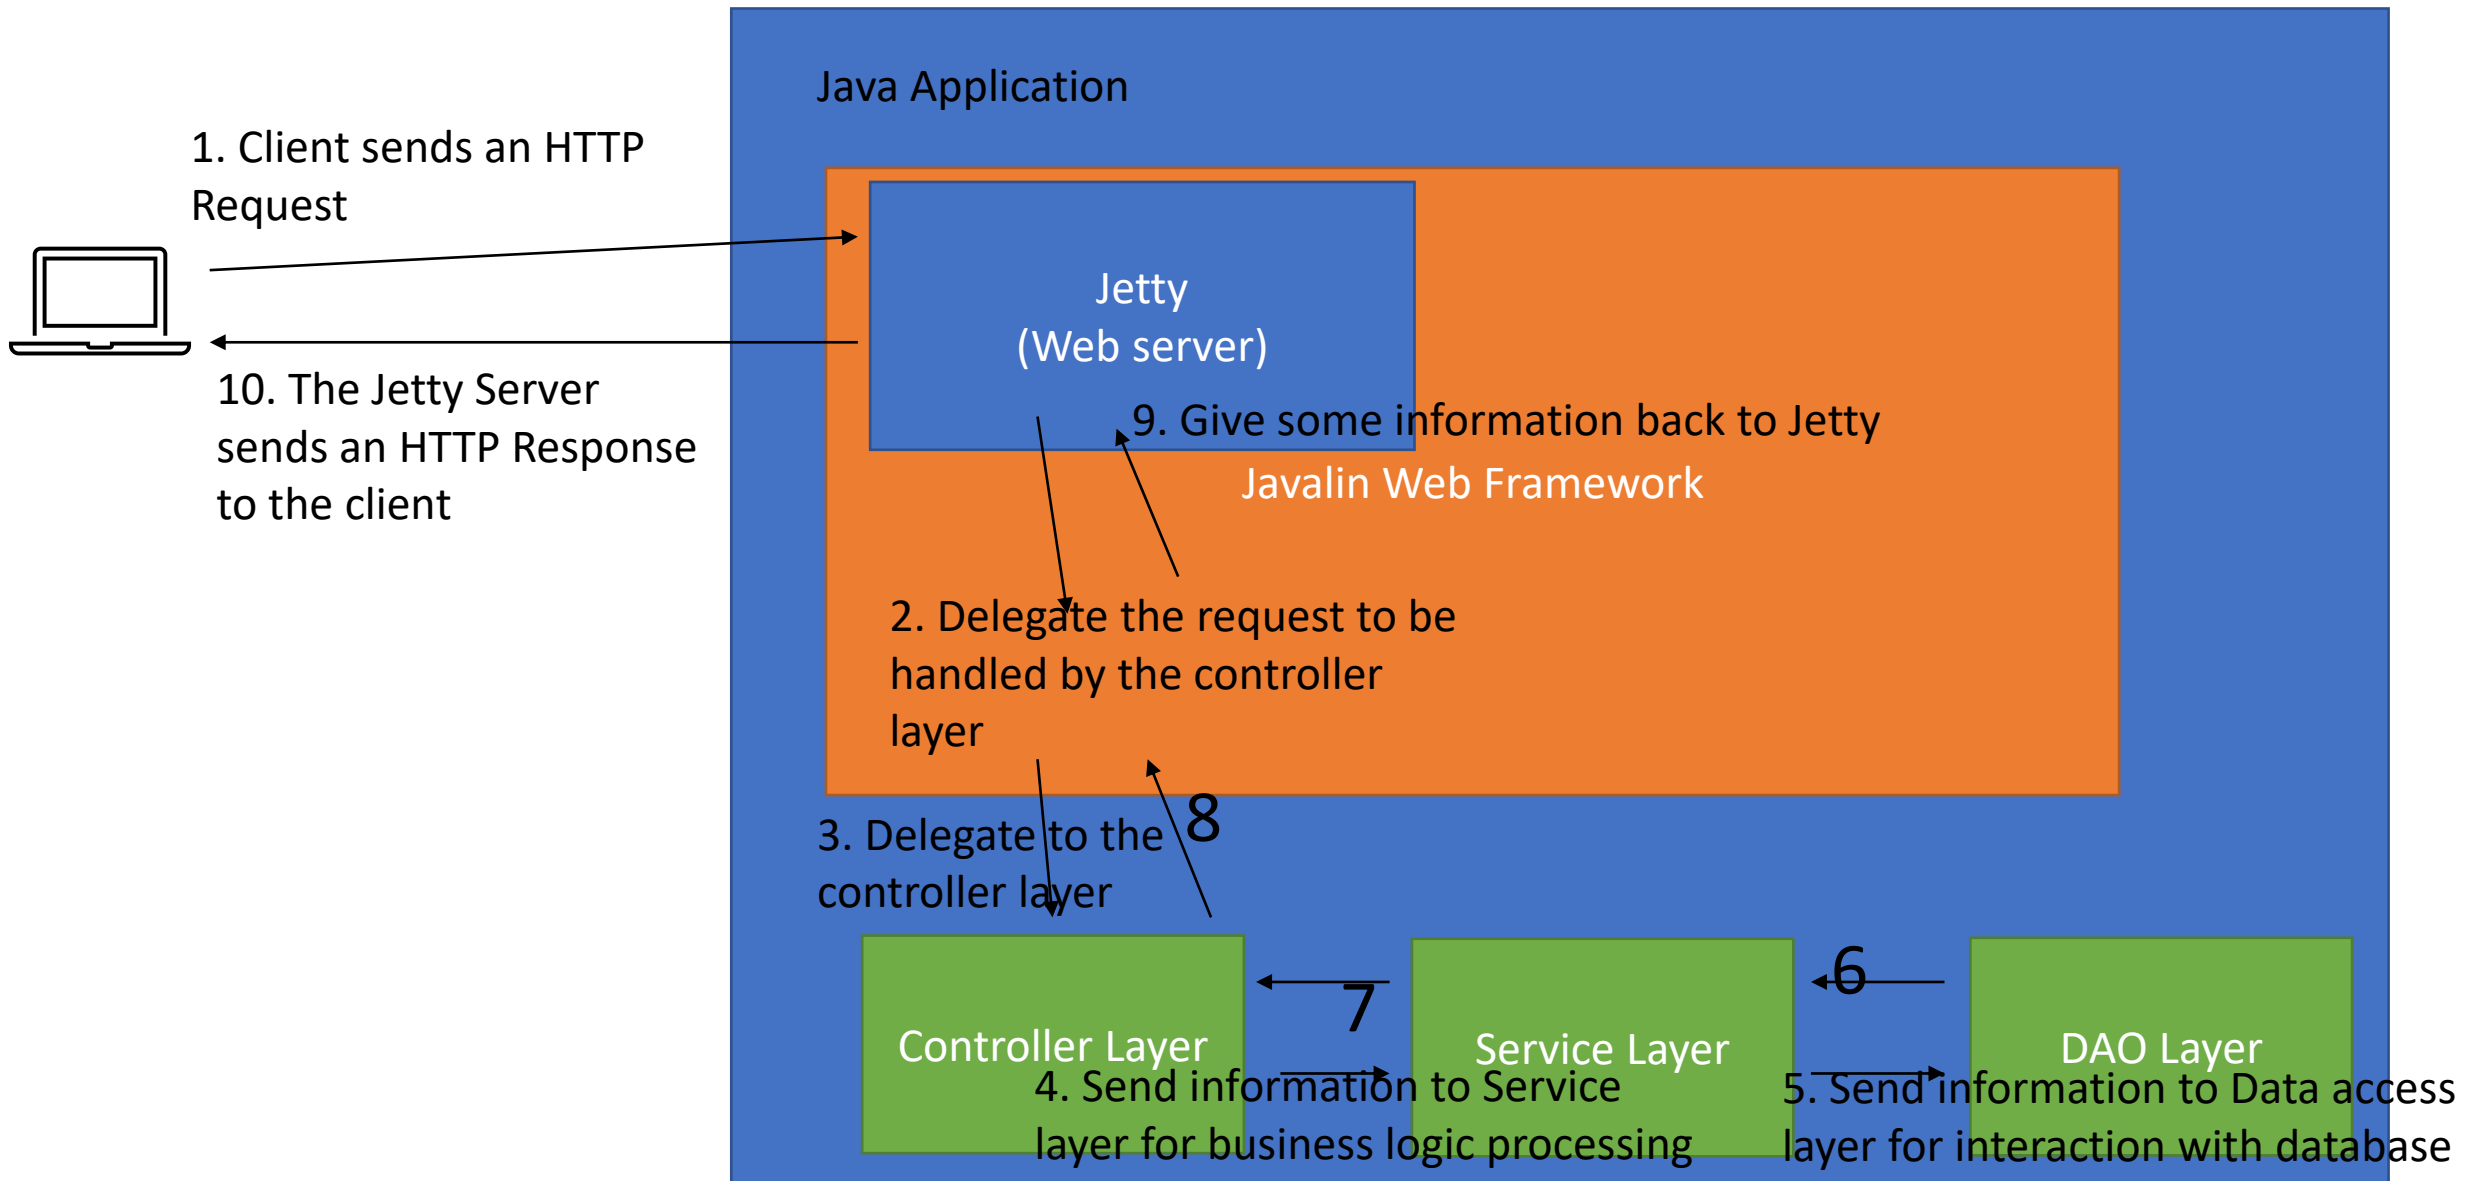 Java Application
1. Client sends an HTTP
Request
Jetty
(Web server)
10. The Jetty Server
sends an HTTP Response
to the client
9. Give some information back to Jetty
Javalin Web Framework
2. Delegate the request to be
handled by the controller
layer
3. Delegate to the
controller layer
8
6
7
Controller Layer
Service Layer
DAO Layer
4. Send information to Service
layer for business logic processing
5. Send information to Data access
layer for interaction with database